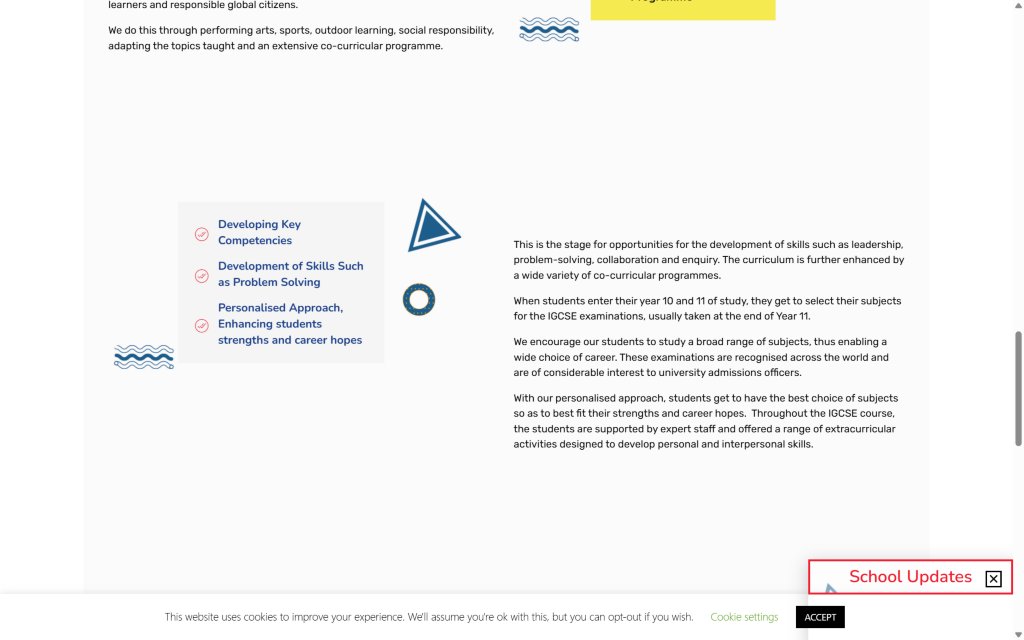 learners and responsible global citizens.
We do this through performing arts, sports, outdoor learning, social responsibility,
adapting the topics taught and an extensive co-curricular programme.
Developing Key
Competencies
Development of Skills Such
as Problem Solving
Personalised Approach,
Enhancing students
strengths and career hopes
This is the stage for opportunities for the development of skills such as leadership,
problem-solving, collaboration and enquiry. The curriculum is further enhanced by
a wide variety of co-curricular programmes.
When students enter their year 10 and 11 of study, they get to select their subjects
for the IGCSE examinations, usually taken at the end of Year 11.
We encourage our students to study a broad range of subjects, thus enabling a
wide choice of career. These examinations are recognised across the world and
are of considerable interest to university admissions officers.
With our personalised approach, students get to have the best choice of subjects
so as to best fit their strengths and career hopes.  Throughout the IGCSE course,
the students are supported by expert staff and offered a range of extracurricular
activities designed to develop personal and interpersonal skills.
School Updates
This website uses cookies to improve your experience. We'll assume you're ok with this, but you can opt-out if you wish. Cookie settings ACCEPT